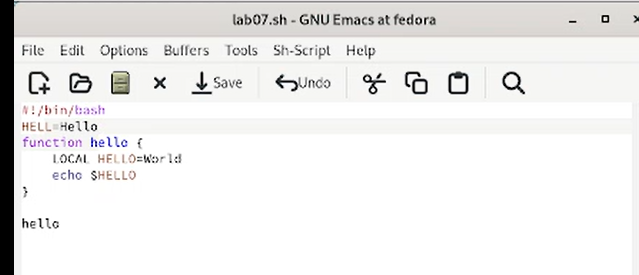 lab07.sh - GNU Emacs at fedora
File Edit Options Buffers Tools Sh-Script Help
Save Undo
#!/bin/bash
HELL=Hello
function hello {
    LOCAL HELLO=World
    echo $HELLO
}
hello